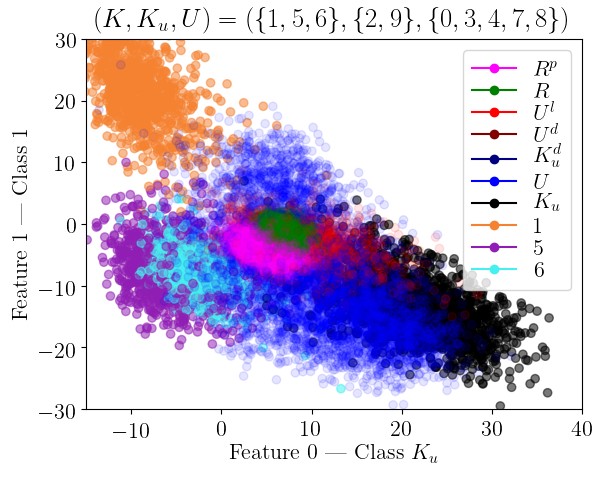 (K, K_u, U) = ({1, 5, 6}, {2, 9}, {0, 3, 4, 7, 8})
30
20
10
0
−10
−20
−30
Feature 1 — Class 1
R^p
R
U^l
U^d
K_u^d
U
K_u
1
5
6
−10
0
10
20
30
40
Feature 0 — Class K_u